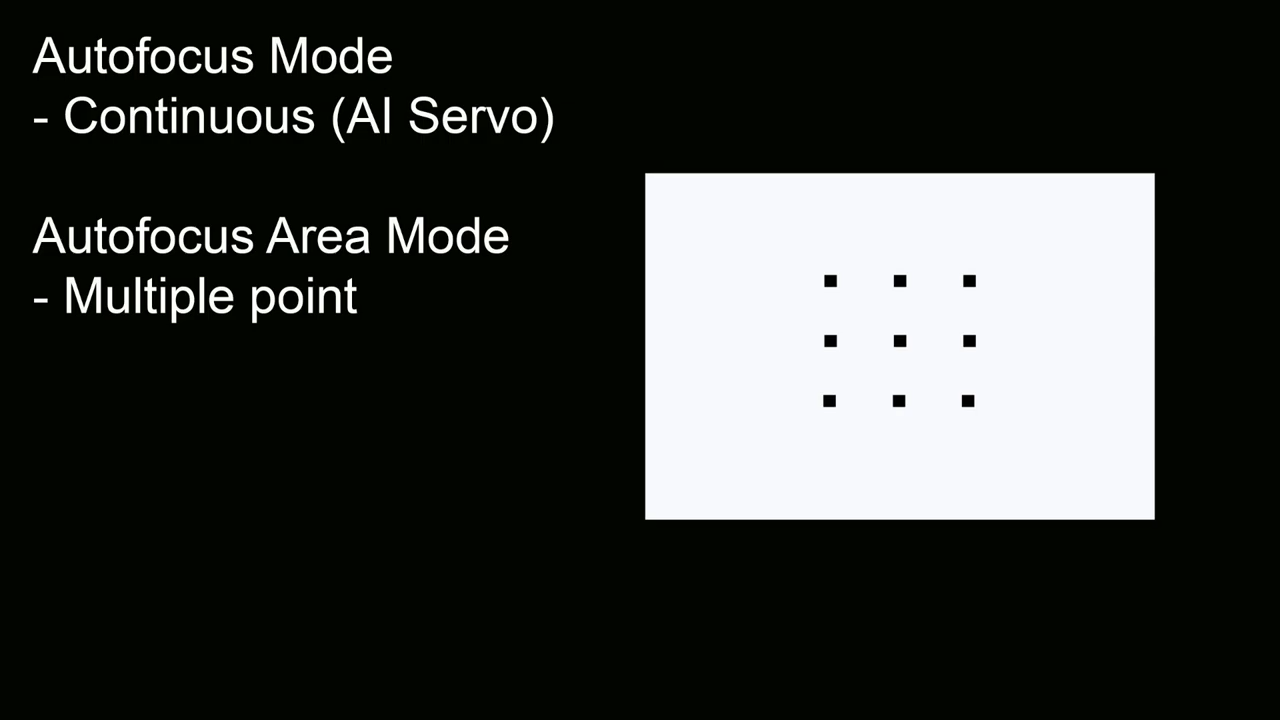 Autofocus Mode
- Continuous (AI Servo)
Autofocus Area Mode
- Multiple point